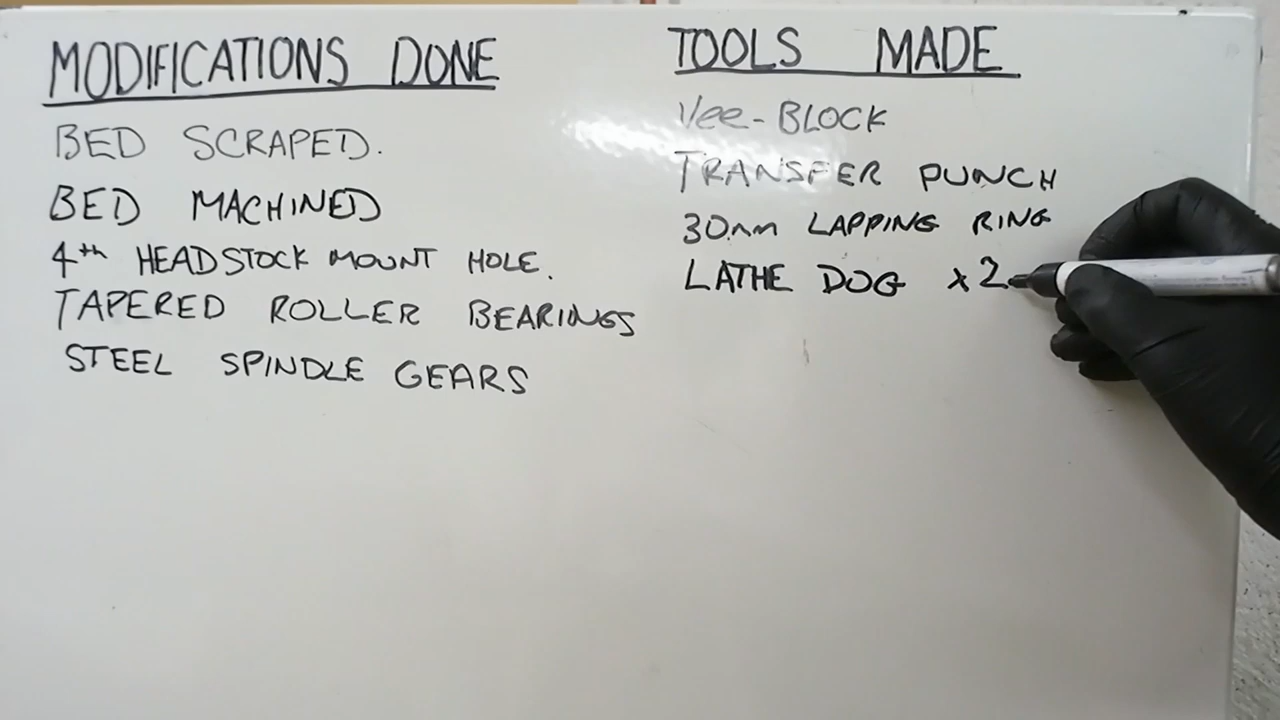 MODIFICATIONS DONE
BED SCRAPED.
BED MACHINED
4th HEADSTOCK MOUNT HOLE.
TAPERED ROLLER BEARINGS
STEEL SPINDLE GEARS
TOOLS MADE
Vee-BLOCK
TRANSFER PUNCH
30mm LAPPING RING
LATHE DOG x2